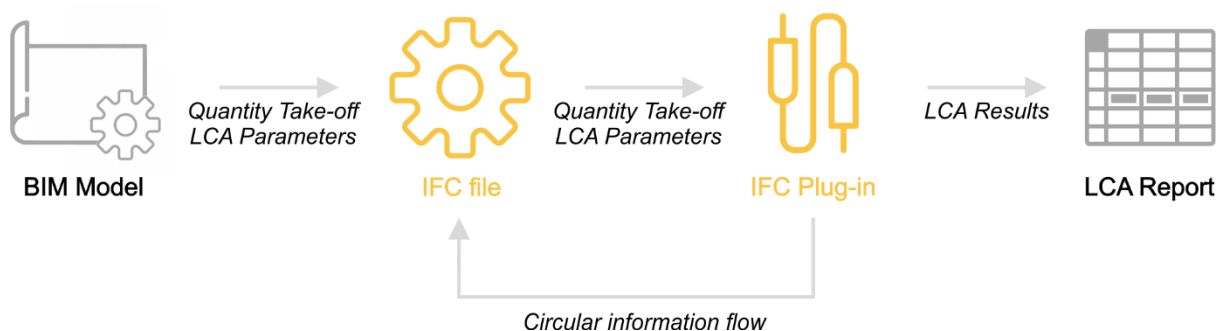 Quantity Take-off
LCA Parameters
Quantity Take-off
LCA Parameters
LCA Results
BIM Model
IFC file
IFC Plug-in
LCA Report
Circular information flow